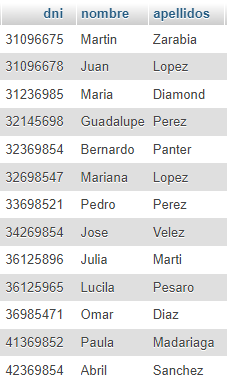 dni nombre apellidos
31096675 Martin Zarabia
31096678 Juan Lopez
31236985 Maria Diamond
32145698 Guadalupe Perez
32369854 Bernardo Panter
32698547 Mariana Lopez
33698521 Pedro Perez
34269854 Jose Velez
36125896 Julia Marti
36125965 Lucila Pesaro
36985471 Omar Diaz
41369852 Paula Madariaga
42369854 Abril Sanchez